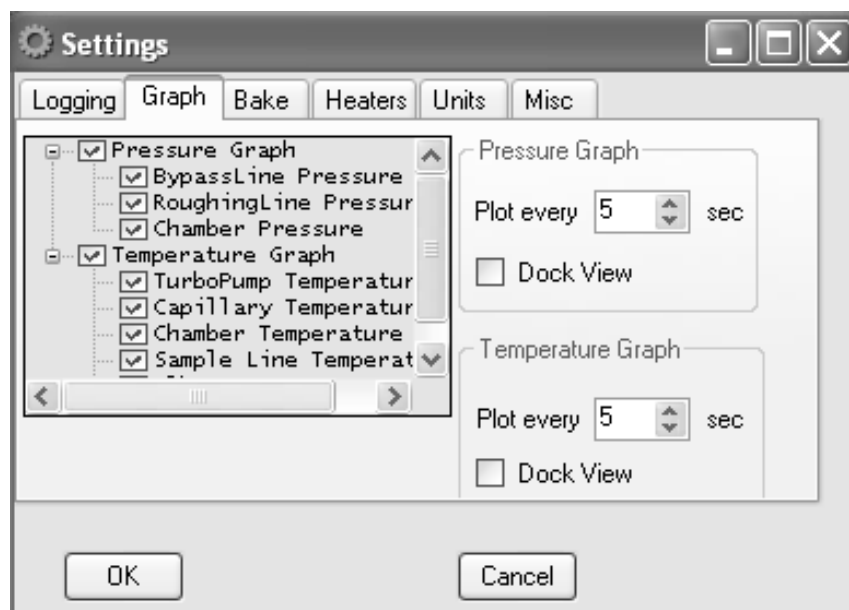 Settings
Logging Graph Bake Heaters Units Misc
Pressure Graph
BypassLine Pressure
RoughingLine Pressur
Chamber Pressure
Temperature Graph
TurboPump Temperatur
Capillary Temperatur
Chamber Temperature
Sample Line Temperat
Pressure Graph
Plot every 5 sec
Dock View
Temperature Graph
Plot every 5 sec
Dock View
OK Cancel